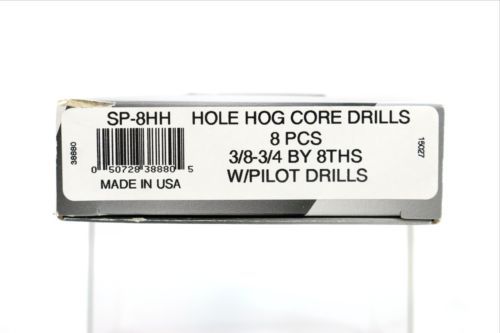 SP-8HH HOLE HOG CORE DRILLS
8 PCS
3/8-3/4 BY 8THS
W/PILOT DRILLS
38880
0 50728 38880 5
MADE IN USA
15027